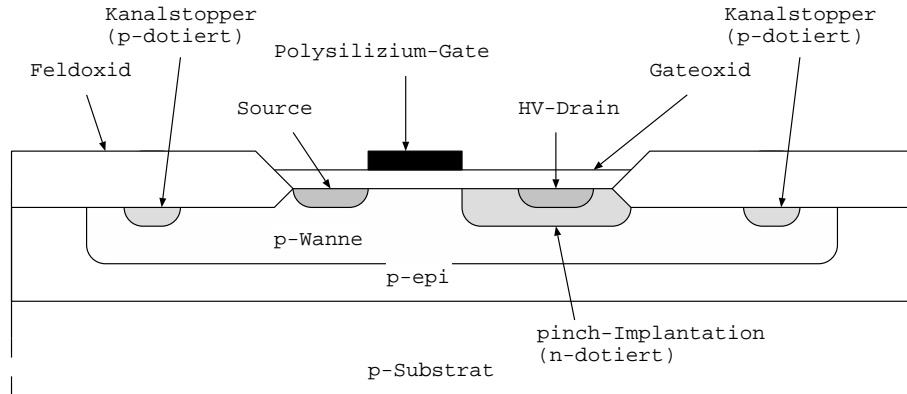 Kanalstopper
(p-dotiert)
Kanalstopper
(p-dotiert)
Polysilizium-Gate
Feldoxid
Gateoxid
Source
HV-Drain
p-Wanne
p-epi
pinch-Implantation
(n-dotiert)
p-Substrat